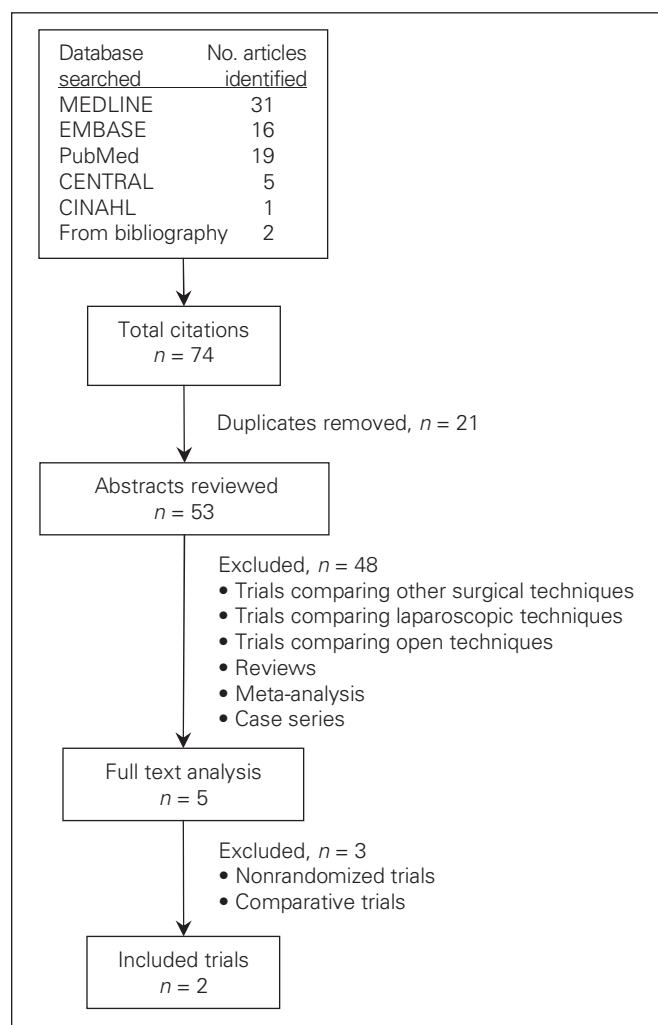 Database No. articles
searched identified
MEDLINE 31
EMBASE 16
PubMed 19
CENTRAL 5
CINAHL 1
From bibliography 2
Total citations
n = 74
Duplicates removed, n = 21
Abstracts reviewed
n = 53
Excluded, n = 48
• Trials comparing other surgical techniques
• Trials comparing laparoscopic techniques
• Trials comparing open techniques
• Reviews
• Meta-analysis
• Case series
Full text analysis
n = 5
Excluded, n = 3
• Nonrandomized trials
• Comparative trials
Included trials
n = 2